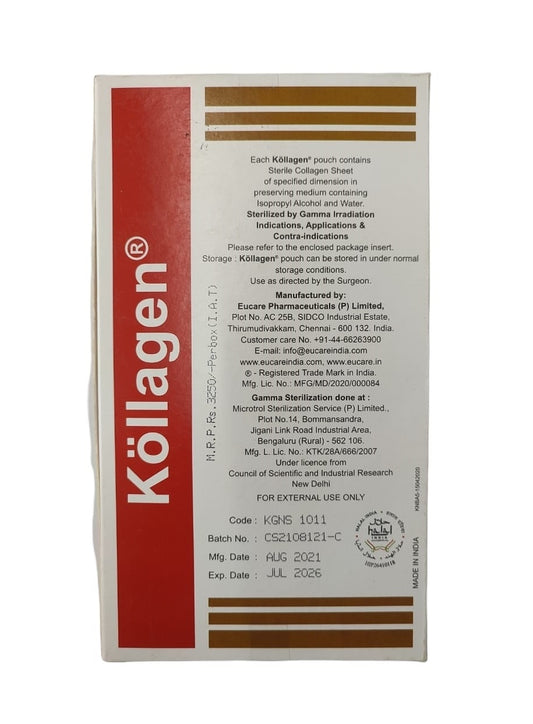 Köllagen®
M.R.P.Rs.3250/-Perbox(I.A.T)
Each Köllagen® pouch contains
Sterile Collagen Sheet
of specified dimension in
preserving medium containing
Isopropyl Alcohol and Water.
Sterilized by Gamma Irradiation
Indications, Applications &
Contra-indications
Please refer to the enclosed package insert.
Storage : Köllagen® pouch can be stored in under normal
storage conditions.
Use as directed by the Surgeon.
Manufactured by:
Eucare Pharmaceuticals (P) Limited,
Plot No. AC 25B, SIDCO Industrial Estate,
Thirumudivakkam, Chennai - 600 132. India.
Customer care No. +91-44-66263900
E-mail: info@eucareindia.com
www.eucareindia.com, www.eucare.in
® - Registered Trade Mark in India.
Mfg. Lic. No.: MFG/MD/2020/000084
Gamma Sterilization done at :
Microtrol Sterilization Service (P) Limited.,
Plot No.14, Bommansandra,
Jigani Link Road Industrial Area,
Bengaluru (Rural) - 562 106.
Mfg. L. Lic. No.: KTK/28A/666/2007
Under licence from
Council of Scientific and Industrial Research
New Delhi
FOR EXTERNAL USE ONLY
Code : KGNS 1011
Batch No. : CS2108121-C
Mfg. Date : AUG 2021
Exp. Date : JUL 2026
HALAL INDIA
حلال
halal
INDIA
KNBA5-15042020
MADE IN INDIA